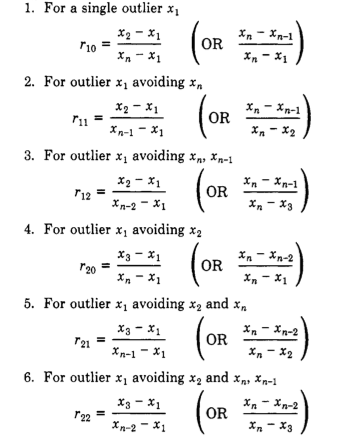 1. For a single outlier x₁
r₁₀ = (x₂ − x₁)/(xₙ − x₁) (OR (xₙ − xₙ₋₁)/(xₙ − x₁))
2. For outlier x₁ avoiding xₙ
r₁₁ = (x₂ − x₁)/(xₙ₋₁ − x₁) (OR (xₙ − xₙ₋₁)/(xₙ − x₂))
3. For outlier x₁ avoiding xₙ, xₙ₋₁
r₁₂ = (x₂ − x₁)/(xₙ₋₂ − x₁) (OR (xₙ − xₙ₋₁)/(xₙ − x₃))
4. For outlier x₁ avoiding x₂
r₂₀ = (x₃ − x₁)/(xₙ − x₁) (OR (xₙ − xₙ₋₂)/(xₙ − x₁))
5. For outlier x₁ avoiding x₂ and xₙ
r₂₁ = (x₃ − x₁)/(xₙ₋₁ − x₁) (OR (xₙ − xₙ₋₂)/(xₙ − x₂))
6. For outlier x₁ avoiding x₂ and xₙ, xₙ₋₁
r₂₂ = (x₃ − x₁)/(xₙ₋₂ − x₁) (OR (xₙ − xₙ₋₂)/(xₙ − x₃))